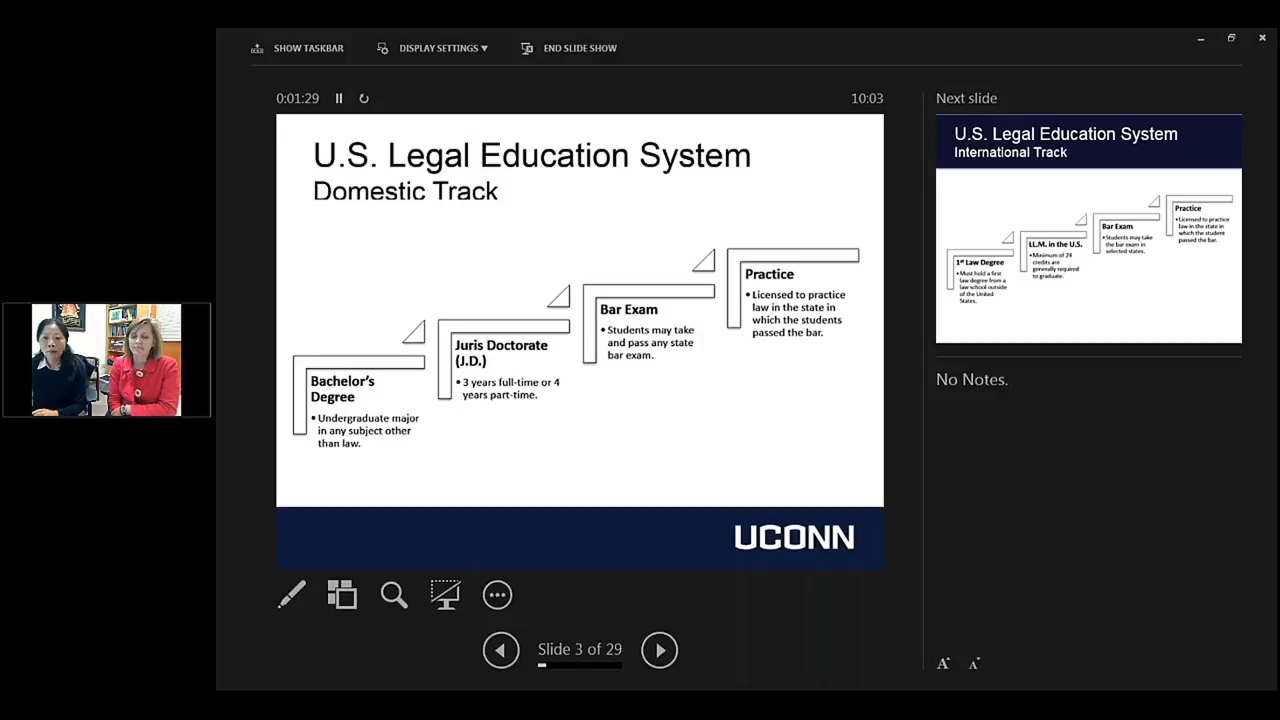 SHOW TASKBAR
DISPLAY SETTINGS ▼
END SLIDE SHOW
0:01:29
10:03
U.S. Legal Education System
Domestic Track
Bachelor's
Degree
• Undergraduate major
in any subject other
than law.
Juris Doctorate
(J.D.)
• 3 years full-time or 4
years part-time.
Bar Exam
• Students may take
and pass any state
bar exam.
Practice
• Licensed to practice
law in the state in
which the students
passed the bar.
UCONN
Slide 3 of 29
Next slide
U.S. Legal Education System
International Track
1st Law Degree
• Must hold a first
law degree from a
law school outside
of the United
States.
LL.M. in the U.S.
• Minimum of 24
credits are
generally required
to graduate.
Bar Exam
• Students may take
the bar exam in
selected states.
Practice
• Licensed to practice
law in the state in
which the student
passed the bar.
No Notes.
A A